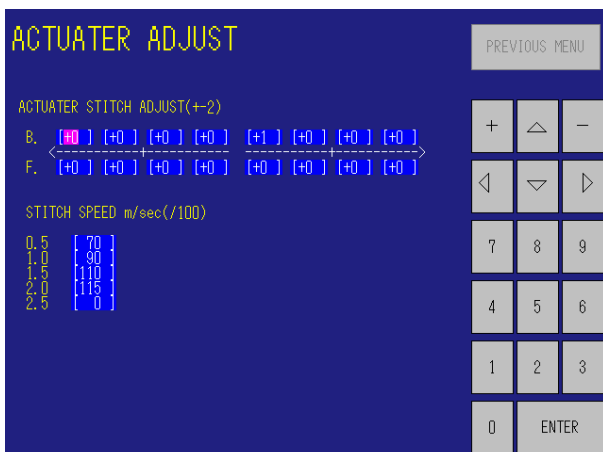 ACTUATER ADJUST
PREVIOUS MENU
ACTUATER STITCH ADJUST(+-2)
B. [+0 ] [+0 ] [+0 ] [+0 ] [+1 ] [+0 ] [+0 ] [+0 ]
F. [+0 ] [+0 ] [+0 ] [+0 ] [+0 ] [+0 ] [+0 ] [+0 ]
STITCH SPEED m/sec(/100)
0.5 [ 70 ]
1.0 [ 90 ]
1.5 [110 ]
2.0 [115 ]
2.5 [ 0 ]
+ −
7 8 9
4 5 6
1 2 3
0 ENTER